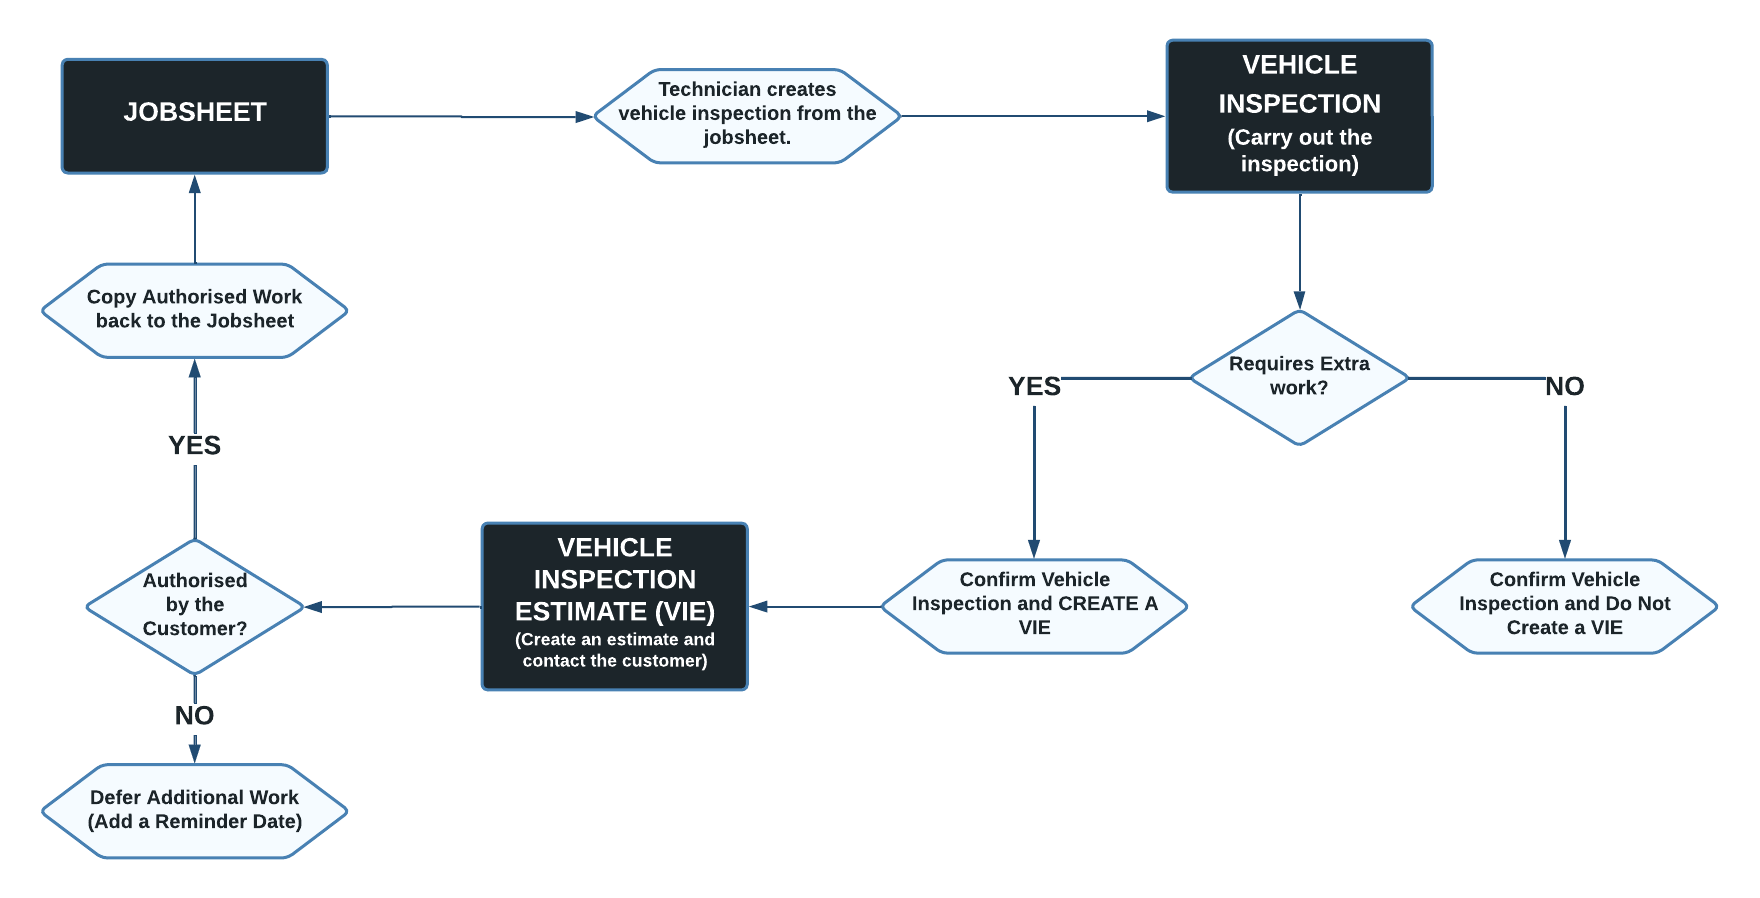 JOBSHEET
Technician creates
vehicle inspection from the
jobsheet.
VEHICLE
INSPECTION
(Carry out the
inspection)
Copy Authorised Work
back to the Jobsheet
Requires Extra
work?
YES
NO
YES
VEHICLE
INSPECTION
ESTIMATE (VIE)
(Create an estimate and
contact the customer)
Authorised
by the
Customer?
Confirm Vehicle
Inspection and CREATE A
VIE
Confirm Vehicle
Inspection and Do Not
Create a VIE
NO
Defer Additional Work
(Add a Reminder Date)